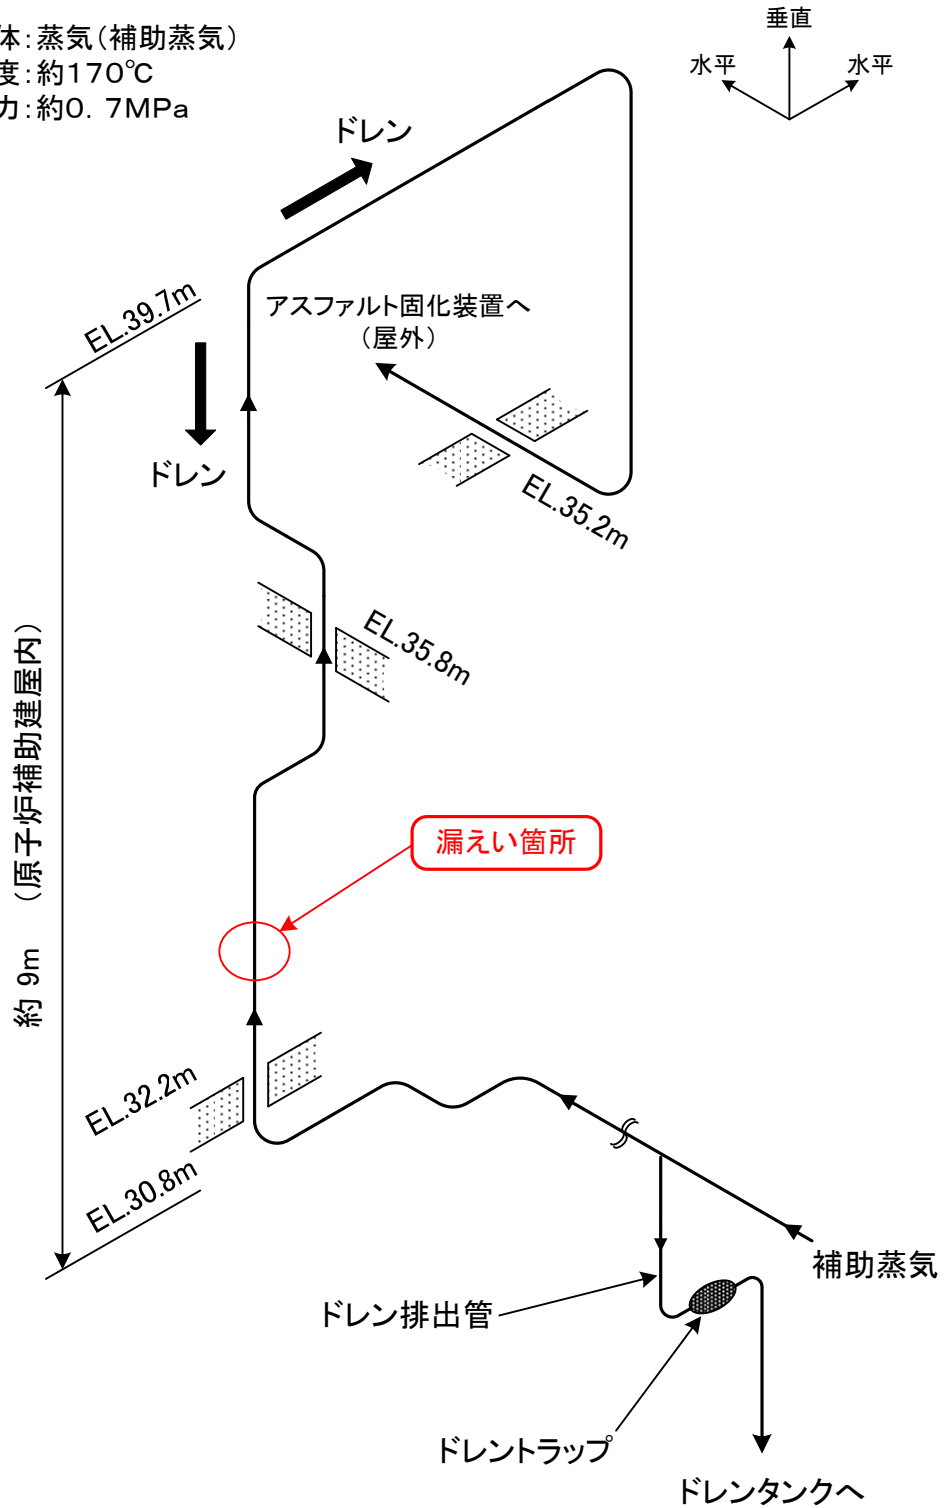 体：蒸気（補助蒸気）
度：約１７０℃
力：約０．７ＭＰａ
垂直
水平
水平
ドレン
EL.39.7m
アスファルト固化装置へ
（屋外）
ドレン
EL.35.2m
EL.35.8m
約 9m （原子炉補助建屋内）
漏えい箇所
EL.32.2m
EL.30.8m
補助蒸気
ドレン排出管
ドレントラップ
ドレンタンクへ